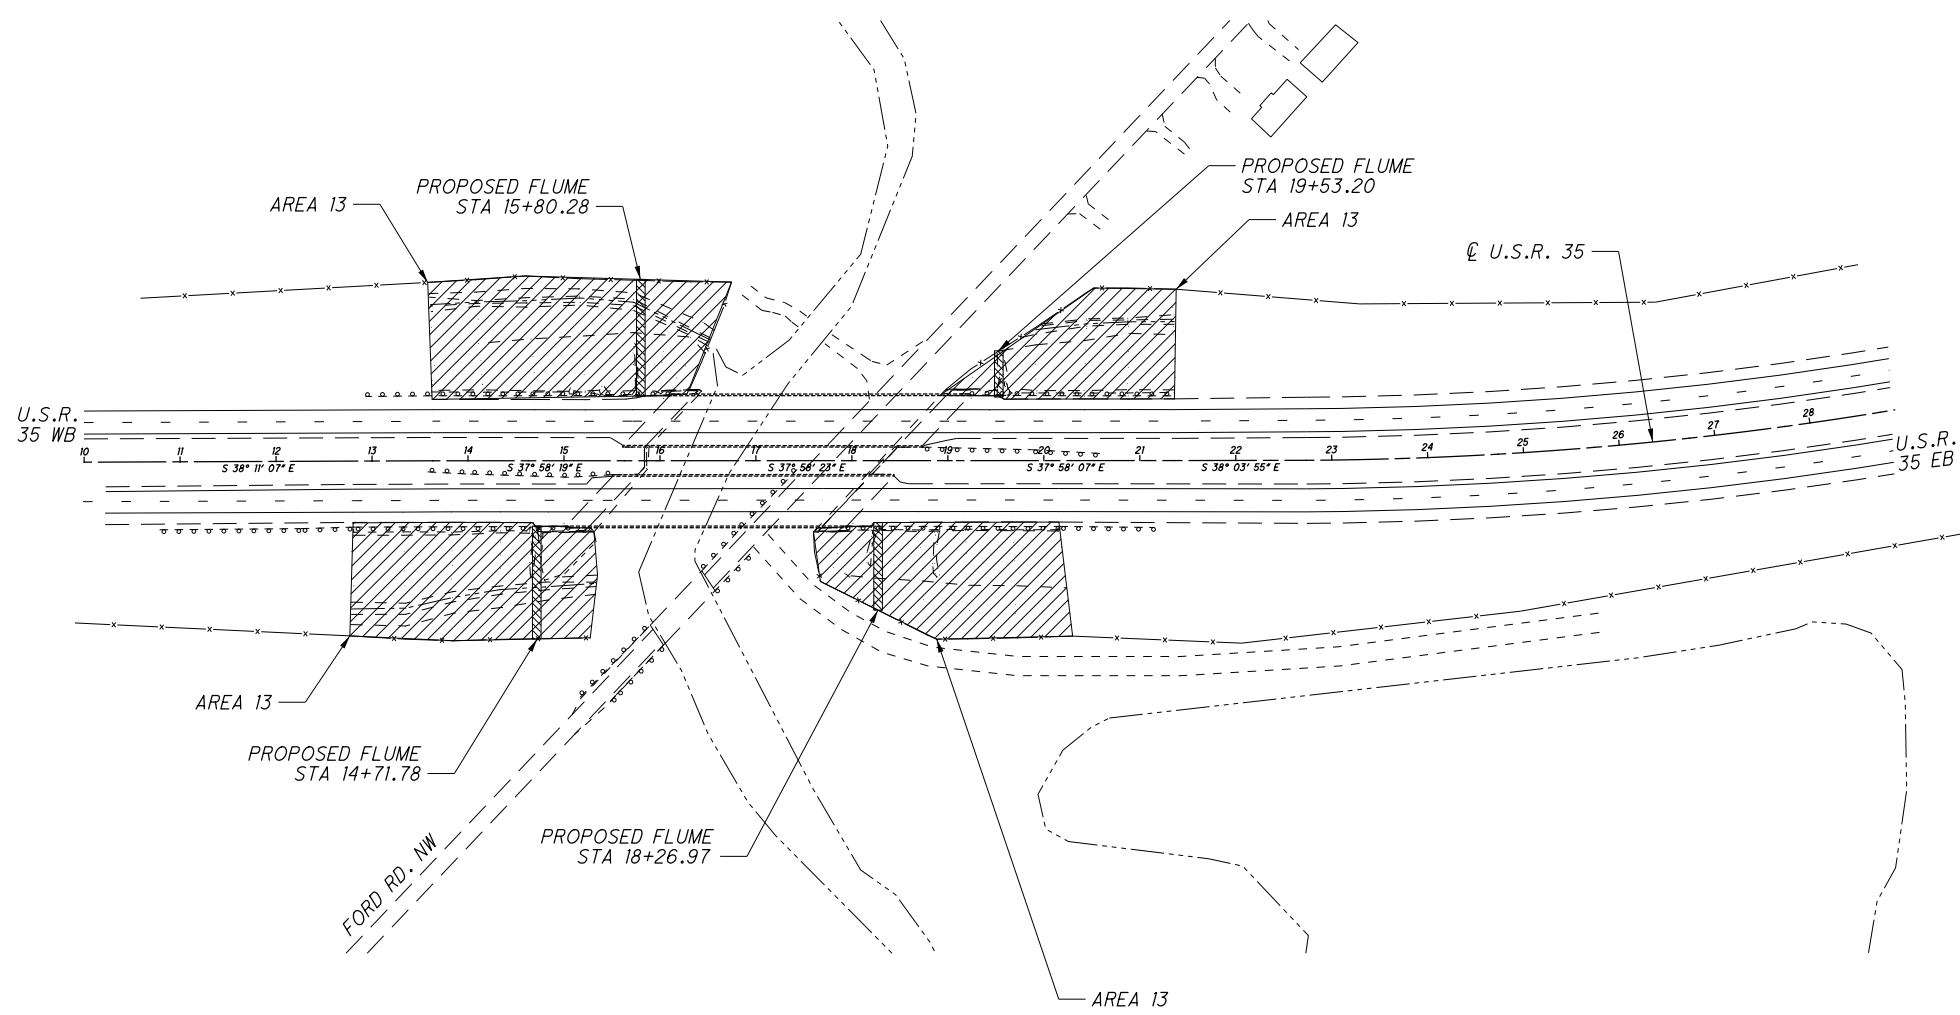 PROPOSED FLUME
STA 19+53.20
PROPOSED FLUME
STA 15+80.28
AREA 13
AREA 13
℄ U.S.R. 35
U.S.R.
35 WB
10 11 12 13 14 15 16 17 18 19 20 21 22 23 24 25 26 27 28
S 38° 11' 07" E
S 37° 58' 19" E
S 37° 58' 23" E
S 37° 58' 07" E
S 38° 03' 55" E
U.S.R.
35 EB
AREA 13
PROPOSED FLUME
STA 14+71.78
PROPOSED FLUME
STA 18+26.97
FORD RD. NW
AREA 13